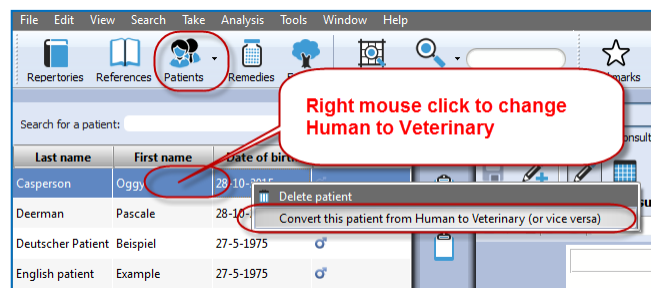 File Edit View Search Take Analysis Tools Window Help
Repertories References Patients Remedies
Right mouse click to change
Human to Veterinary
Search for a patient:
Last name First name Date of birth
Casperson Oggy 28-10-2015
Delete patient
Deerman Pascale 28-10-
Convert this patient from Human to Veterinary (or vice versa)
Deutscher Patient Beispiel 27-5-1975
English patient Example 27-5-1975